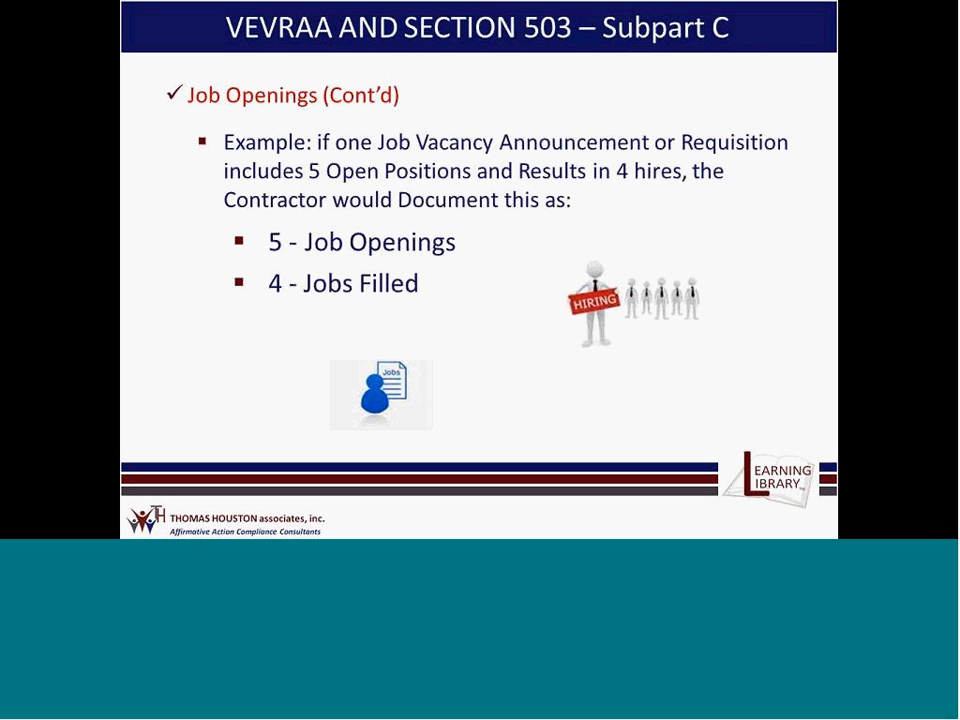 VEVRAA AND SECTION 503 – Subpart C
Job Openings (Cont’d)
Example: if one Job Vacancy Announcement or Requisition
includes 5 Open Positions and Results in 4 hires, the
Contractor would Document this as:
5 - Job Openings
4 - Jobs Filled
HIRING
Jobs
LEARNING
LIBRARY
TH
THOMAS HOUSTON associates, inc.
Affirmative Action Compliance Consultants